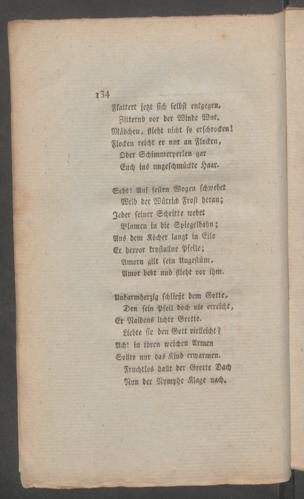 134
Flattert jetzt sich selbst entgegen,
Zitternd vor der Winde Wut,
Mädchen, flieht nicht so erschrocken!
Flocken reicht er nur an Flocken,
Oder Schimmerperlen gar
Euch ins ungeschmückte Haar.
Seht! Auf festen Wogen schwebet
Wild der Wütrich Frost heran;
Jeder seiner Schritte webet
Blumen in die Spiegelbahn;
Aus dem Köcher langt in Eile
Er hervor krystallne Pfeile;
Amorn gilt sein Ungestüm,
Amor bebt und flieht vor ihm.
Unbarmherzig schließt dem Gotte,
Den sein Pfeil doch nie erreicht,
Er Naidens lichte Grotte.
Liebte sie den Gott vielleicht?
Ach! in ihren weichen Armen
Sollte nur das Kind erwarmen.
Fruchtlos hallt der Grotte Dach
Nun der Nymphe Klage nach.